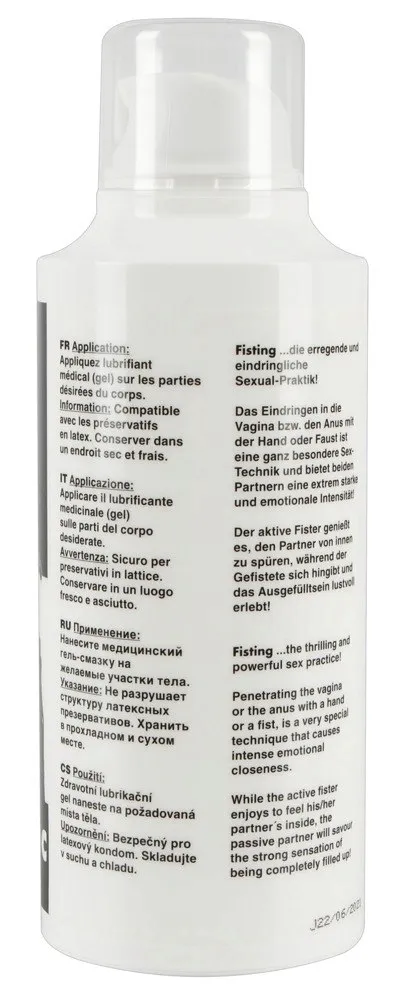 FR Application:
Appliquez lubrifiant
médical (gel) sur les parties
désirées du corps.
Information: Compatible
avec les préservatifs
en latex. Conserver dans
un endroit sec et frais.
IT Applicazione:
Applicare il lubrificante
medicinale (gel)
sulle parti del corpo
desiderate.
Avvertenza: Sicuro per
preservativi in lattice.
Conservare in un luogo
fresco e asciutto.
RU Применение:
Нанесите медицинский
гель-смазку на
желаемые участки тела.
Указание: Не разрушает
структуру латексных
презервативов. Хранить
в прохладном и сухом
месте.
CS Použití:
Zdravotní lubrikační
gel naneste na požadovaná
místa těla.
Upozornění: Bezpečný pro
latexový kondom. Skladujte
v suchu a chladu.
Fisting ...die erregende und
eindringliche
Sexual-Praktik!
Das Eindringen in die
Vagina bzw. den Anus mit
der Hand oder Faust ist
eine ganz besondere Sex-
Technik und bietet beiden
Partnern eine extrem starke
und emotionale Intensität!
Der aktive Fister genießt
es, den Partner von innen
zu spüren, während der
Gefistete sich hingibt und
das Ausgefülltsein lustvoll
erlebt!
Fisting ...the thrilling and
powerful sex practice!
Penetrating the vagina
or the anus with a hand
or a fist, is a very special
technique that causes
intense emotional
closeness.
While the active fister
enjoys to feel his/her
partner´s inside, the
passive partner will savour
the strong sensation of
being completely filled up!